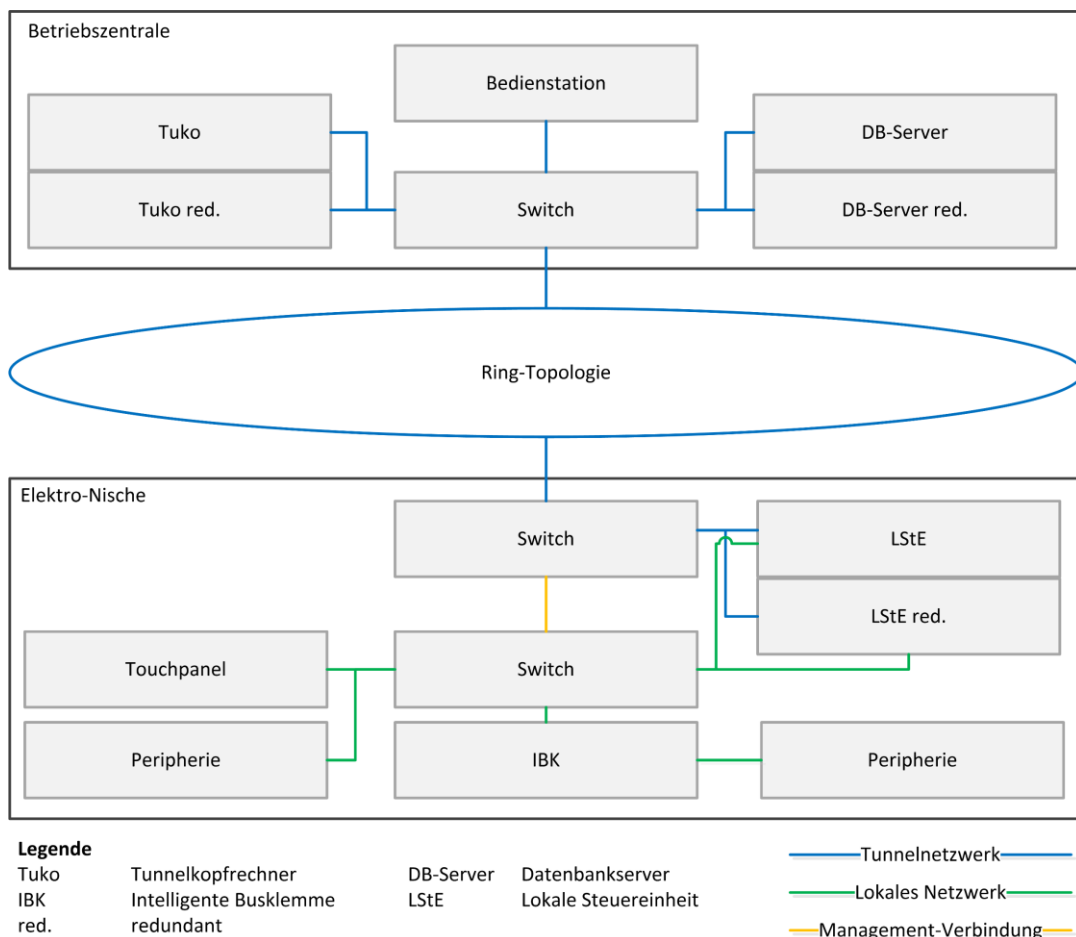 Betriebszentrale
Bedienstation
Tuko
DB-Server
Tuko red.
Switch
DB-Server red.
Ring-Topologie
Elektro-Nische
Switch
LStE
LStE red.
Touchpanel
Switch
Peripherie
IBK
Peripherie
Legende
Tuko Tunnelkopfrechner DB-Server Datenbankserver
IBK Intelligente Busklemme LStE Lokale Steuereinheit
red. redundant
Tunnelnetzwerk
Lokales Netzwerk
Management-Verbindung